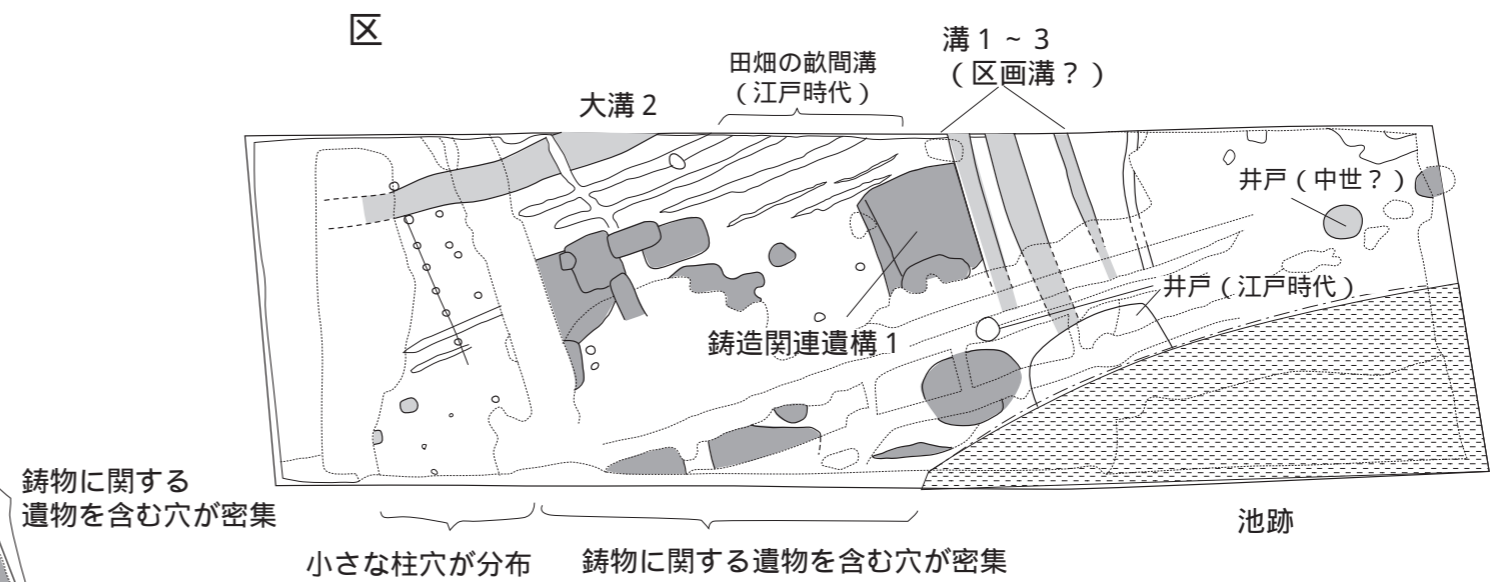 区
溝1～3
（区画溝？）
田畑の畝間溝
（江戸時代）
大溝2
井戸（中世？）
井戸（江戸時代）
鋳造関連遺構1
鋳物に関する
遺物を含む穴が密集
小さな柱穴が分布
鋳物に関する遺物を含む穴が密集
池跡